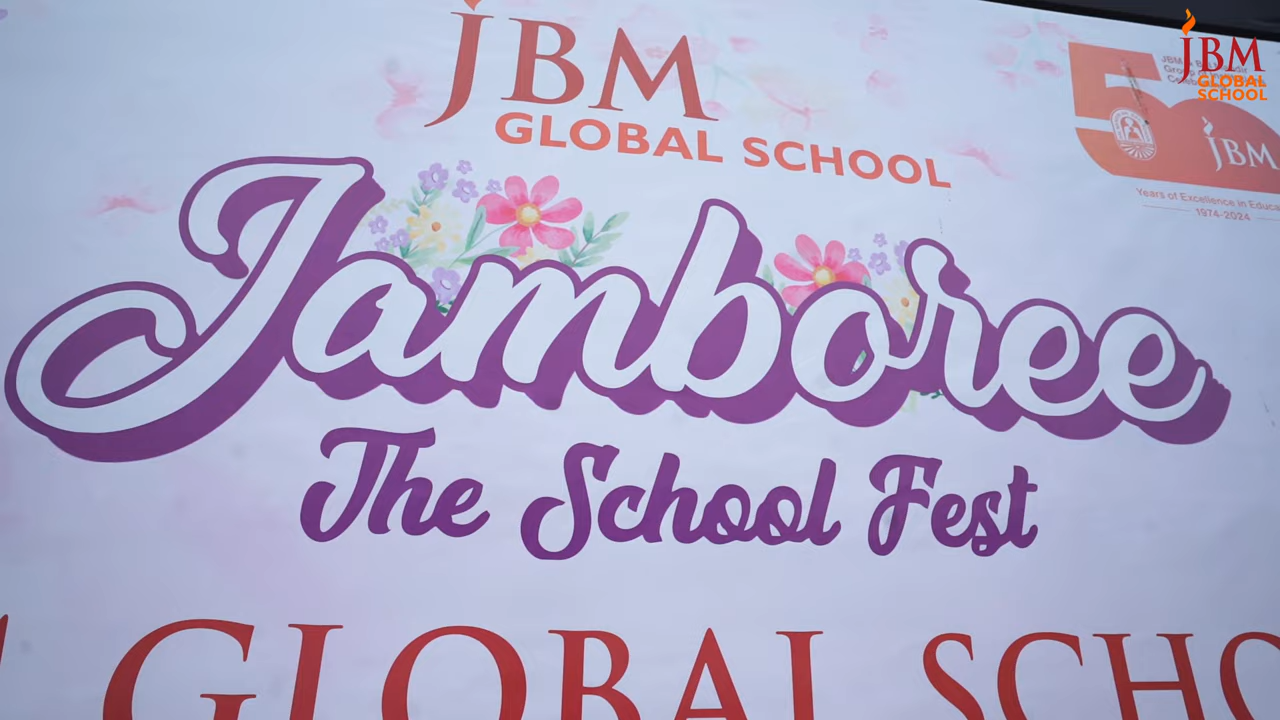 JBM
GLOBAL SCHOOL
Jamboree
The School Fest
GLOBAL SCHO
50
JBM
Years of Excellence in Educa
1974-2024
JBM
GLOBAL
SCHOOL